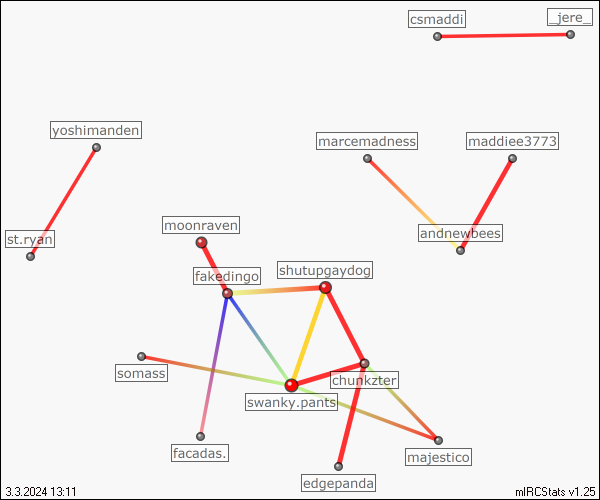 csmaddi
_jere_
yoshimanden
marcemadness
maddiee3773
moonraven
st.ryan
andnewbees
fakedingo
shutupgaydog
somass
chunkzter
swanky.pants
facadas.
majestico
edgepanda
3.3.2024 13:11
mIRCStats v1.25